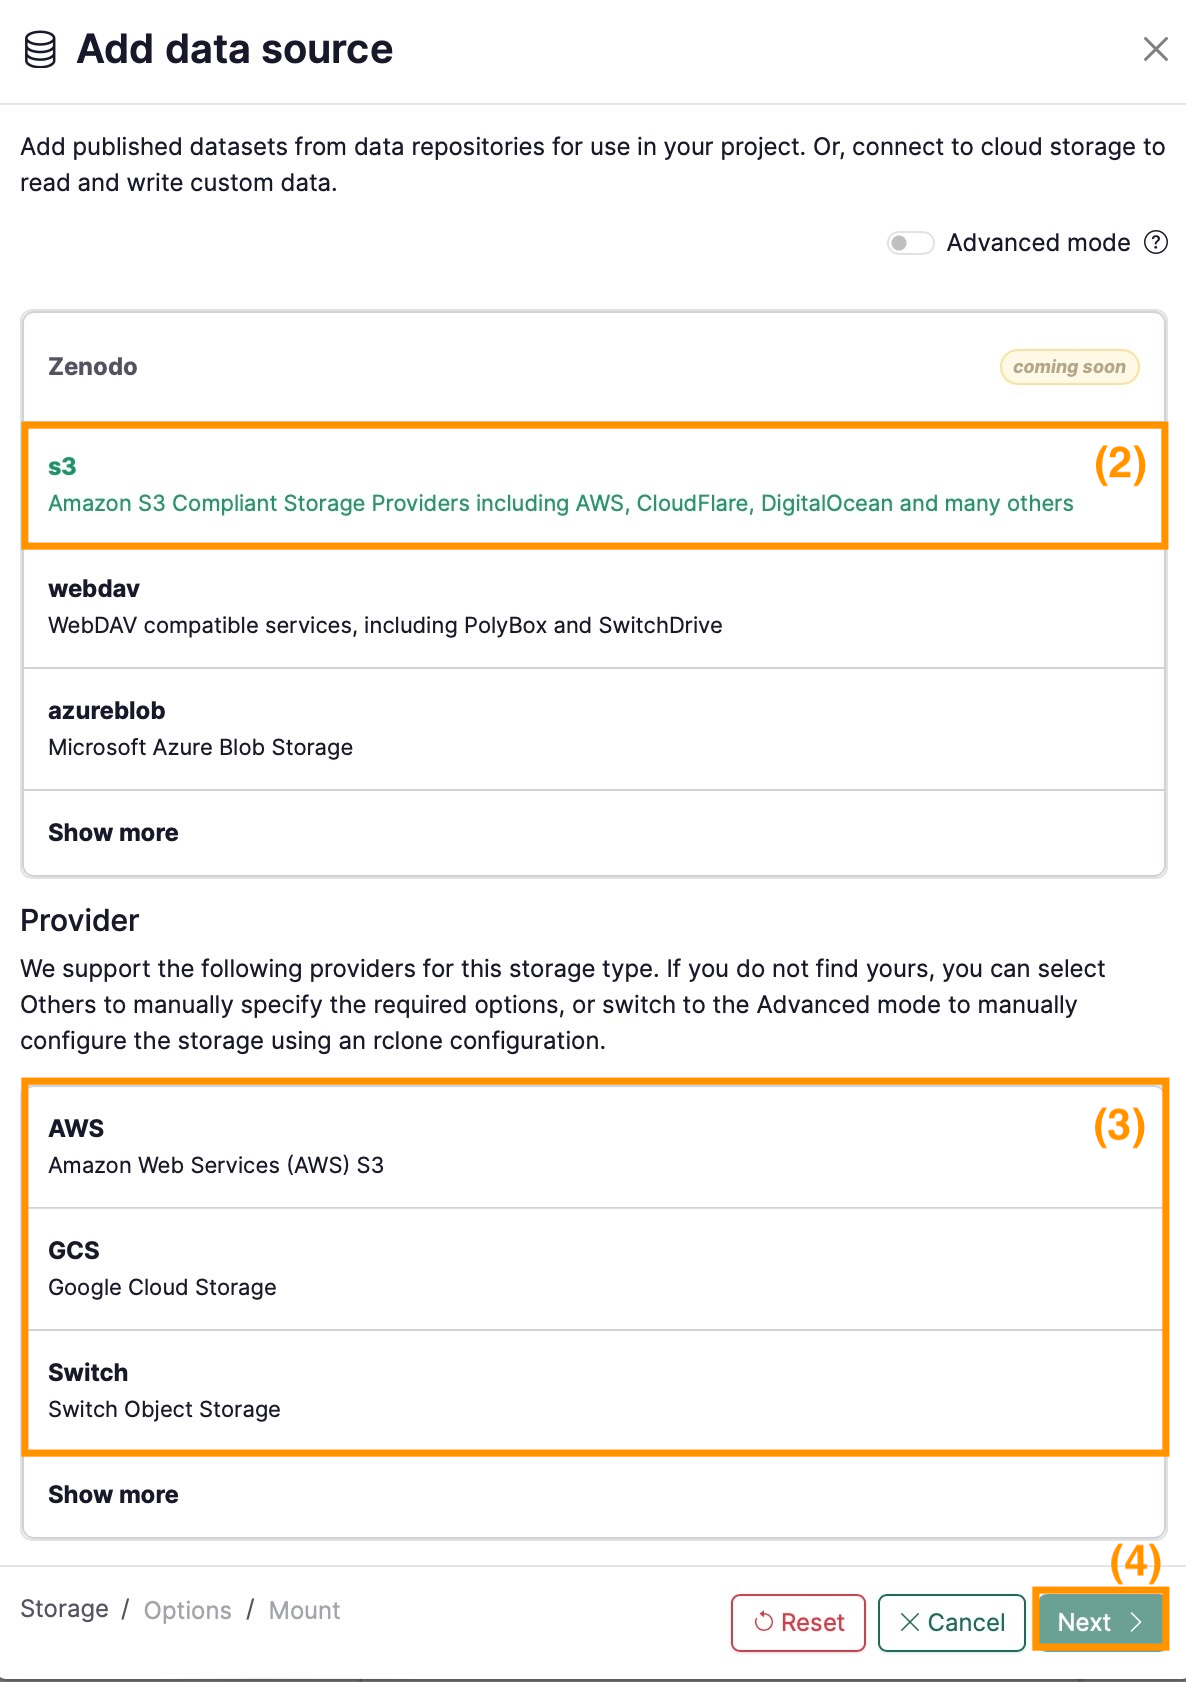 Add data source
Add published datasets from data repositories for use in your project. Or, connect to cloud storage to
read and write custom data.
Advanced mode ?
Zenodo
coming soon
s3
(2)
Amazon S3 Compliant Storage Providers including AWS, CloudFlare, DigitalOcean and many others
webdav
WebDAV compatible services, including PolyBox and SwitchDrive
azureblob
Microsoft Azure Blob Storage
Show more
Provider
We support the following providers for this storage type. If you do not find yours, you can select
Others to manually specify the required options, or switch to the Advanced mode to manually
configure the storage using an rclone configuration.
AWS
(3)
Amazon Web Services (AWS) S3
GCS
Google Cloud Storage
Switch
Switch Object Storage
Show more
(4)
Storage / Options / Mount
Reset
Cancel
Next